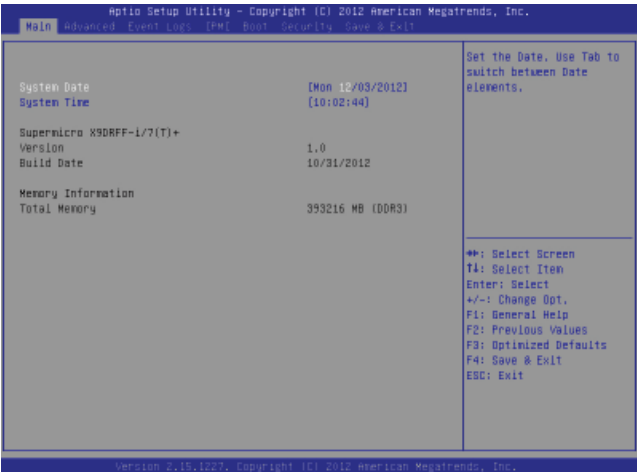 Aptio Setup Utility - Copyright (C) 2012 American Megatrends, Inc.
Main Advanced Event Logs IPMI Boot Security Save & Exit
System Date [Mon 12/03/2012]
System Time [10:02:44]
Supermicro X9DRFF-i/7(T)+
Version 1.0
Build Date 10/31/2012
Memory Information
Total Memory 393216 MB (DDR3)
Set the Date. Use Tab to
switch between Date
elements.
→←: Select Screen
↑↓: Select Item
Enter: Select
+/-: Change Opt.
F1: General Help
F2: Previous Values
F3: Optimized Defaults
F4: Save & Exit
ESC: Exit
Version 2.15.1227. Copyright (C) 2012 American Megatrends, Inc.